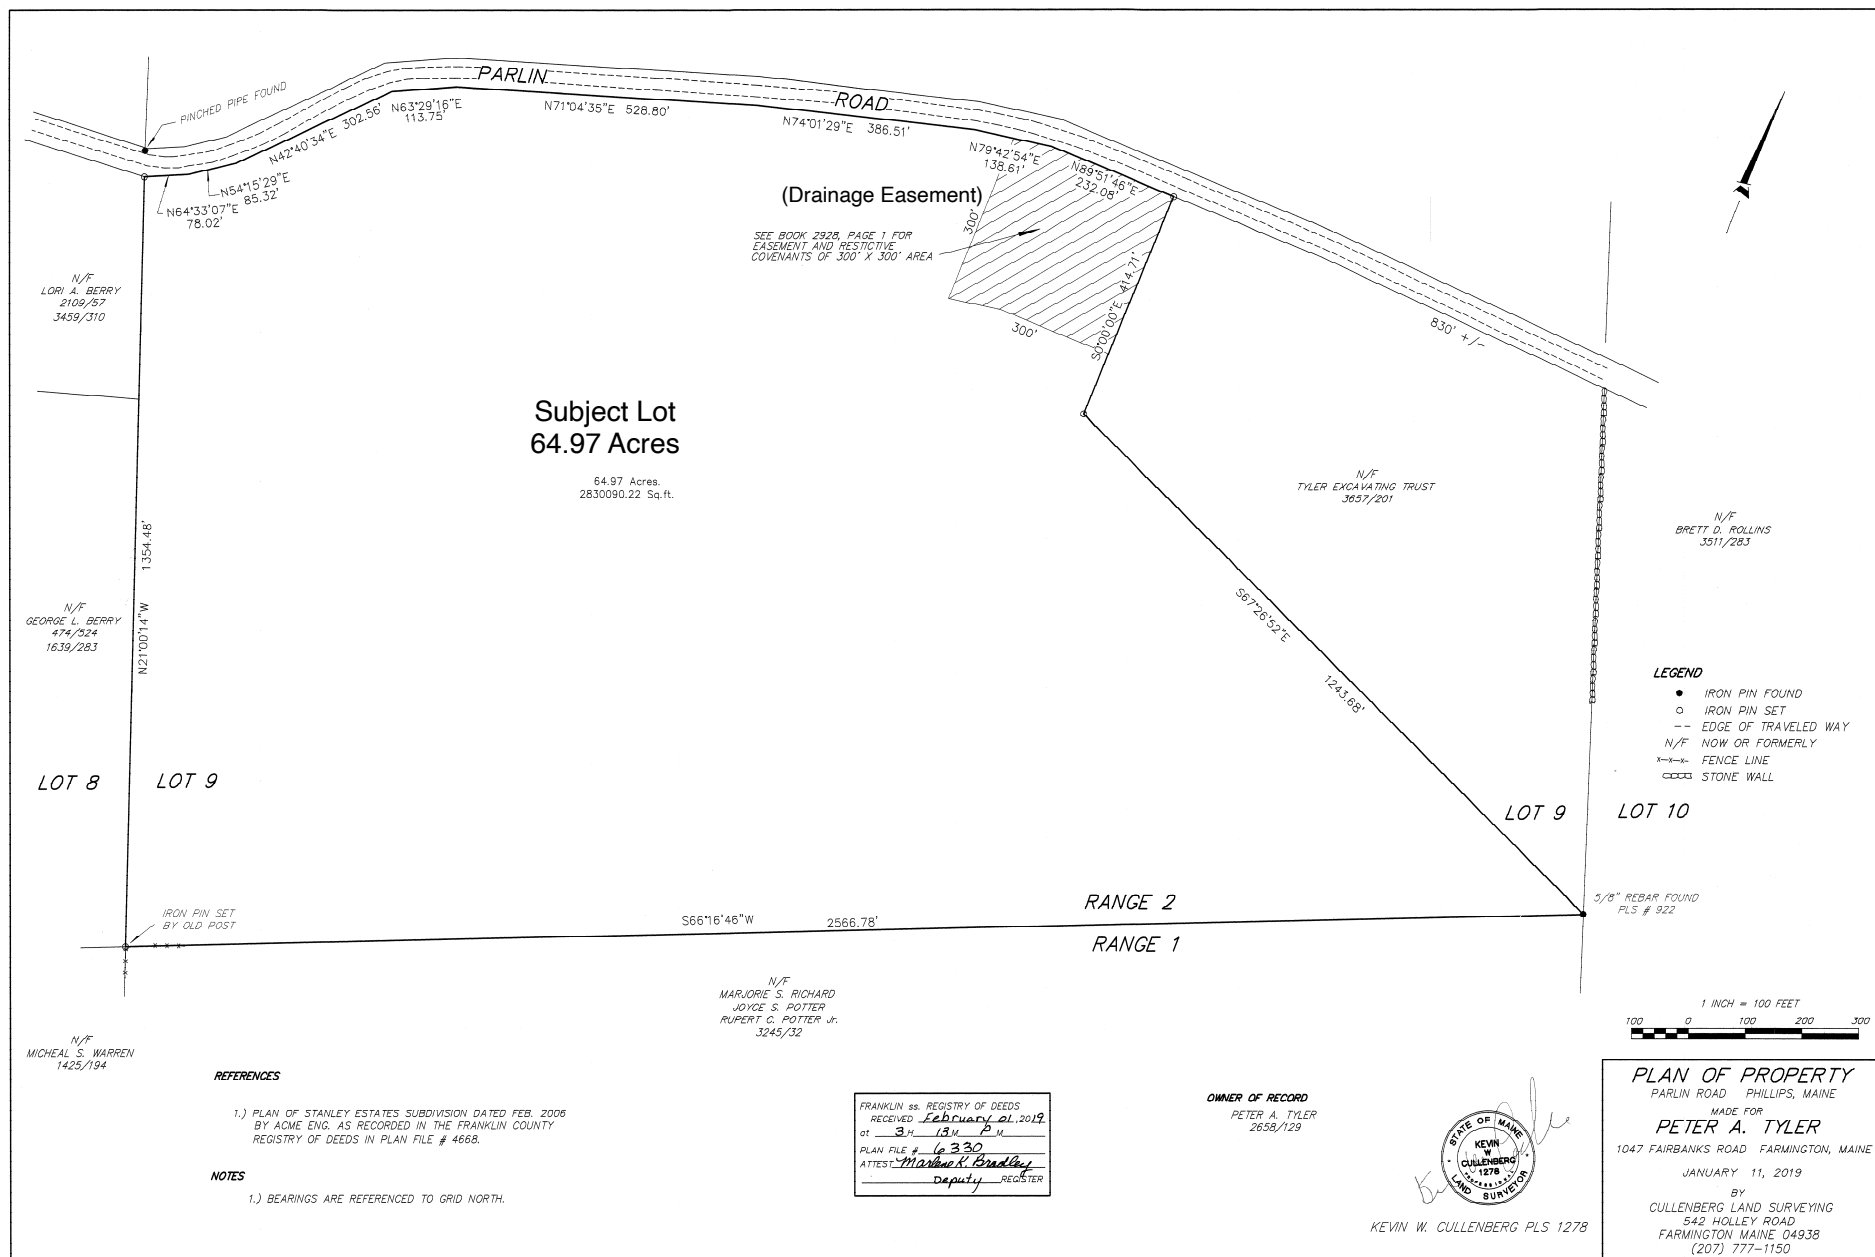 PARLIN ROAD
PINCHED PIPE FOUND
N64°33'07"E
78.02'
N54°15'29"E
85.32'
N42°40'34"E 302.56'
N63°29'16"E
113.75'
N71°04'35"E 528.80'
N74°01'29"E 386.51'
N79°42'54"E
138.61'
N89°51'46"E
232.08'
(Drainage Easement)
SEE BOOK 2928, PAGE 1 FOR
EASEMENT AND RESTICTIVE
COVENANTS OF 300' X 300' AREA
300'
300'
S0°00'00"E 414.71'
830' +/-
N/F
LORI A. BERRY
2109/57
3459/310
Subject Lot
64.97 Acres
64.97 Acres.
2830090.22 Sq.ft.
N/F
TYLER EXCAVATING TRUST
3657/201
N/F
BRETT D. ROLLINS
3511/283
N21°00'14"W 1354.48'
N/F
GEORGE L. BERRY
474/524
1639/283
S67°26'52"E 1243.68'
LEGEND
IRON PIN FOUND
IRON PIN SET
-- EDGE OF TRAVELED WAY
N/F NOW OR FORMERLY
x—x—x- FENCE LINE
STONE WALL
LOT 8 LOT 9
LOT 9 LOT 10
IRON PIN SET
BY OLD POST
S66°16'46"W 2566.78'
RANGE 2
RANGE 1
5/8" REBAR FOUND
PLS # 922
N/F
MARJORIE S. RICHARD
JOYCE S. POTTER
RUPERT C. POTTER Jr.
3245/32
N/F
MICHEAL S. WARREN
1425/194
1 INCH = 100 FEET
100 0 100 200 300
REFERENCES
1.) PLAN OF STANLEY ESTATES SUBDIVISION DATED FEB. 2006
BY ACME ENG. AS RECORDED IN THE FRANKLIN COUNTY
REGISTRY OF DEEDS IN PLAN FILE # 4668.
NOTES
1.) BEARINGS ARE REFERENCED TO GRID NORTH.
FRANKLIN ss. REGISTRY OF DEEDS
RECEIVED February 01, 2019
at 3 H 13 M P M
PLAN FILE # 6330
ATTEST Marlene K. Bradley
Deputy REGISTER
OWNER OF RECORD
PETER A. TYLER
2658/129
STATE OF MAINE
KEVIN
W
CULLENBERG
1278
PROFESSIONAL
LAND SURVEYOR
KEVIN W. CULLENBERG PLS 1278
PLAN OF PROPERTY
PARLIN ROAD PHILLIPS, MAINE
MADE FOR
PETER A. TYLER
1047 FAIRBANKS ROAD FARMINGTON, MAINE
JANUARY 11, 2019
BY
CULLENBERG LAND SURVEYING
542 HOLLEY ROAD
FARMINGTON MAINE 04938
(207) 777-1150